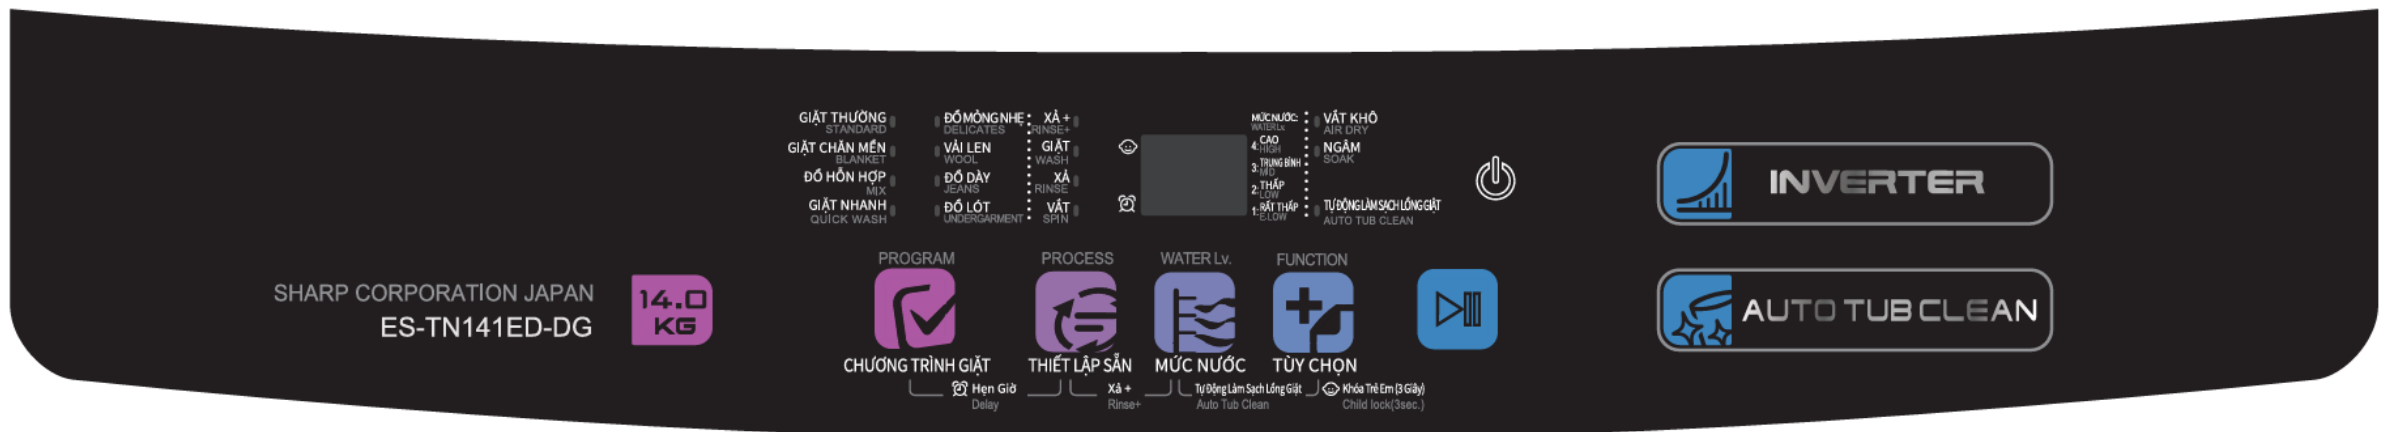 GIẶT THƯỜNG
STANDARD
GIẶT CHĂN MỀN
BLANKET
ĐỒ HỖN HỢP
MIX
GIẶT NHANH
QUICK WASH
ĐỒ MỎNG NHẸ
DELICATES
VẢI LEN
WOOL
ĐỒ DÀY
JEANS
ĐỒ LÓT
UNDERGARMENT
XẢ +
RINSE+
GIẶT
WASH
XẢ
RINSE
VẮT
SPIN
MỨC NƯỚC:
WATER Lv.
4: CAO
HIGH
3: TRUNG BÌNH
MID
2: THẤP
LOW
1: RẤT THẤP
E.LOW
VẮT KHÔ
AIR DRY
NGÂM
SOAK
TỰ ĐỘNG LÀM SẠCH LỒNG GIẶT
AUTO TUB CLEAN
INVERTER
AUTO TUB CLEAN
SHARP CORPORATION JAPAN
ES-TN141ED-DG
14.0
KG
PROGRAM
PROCESS
WATER Lv.
FUNCTION
CHƯƠNG TRÌNH GIẶT
THIẾT LẬP SẴN
MỨC NƯỚC
TÙY CHỌN
Hẹn Giờ
Delay
Xả +
Rinse+
Tự Động Làm Sạch Lồng Giặt
Auto Tub Clean
Khóa Trẻ Em (3 Giây)
Child lock(3sec.)